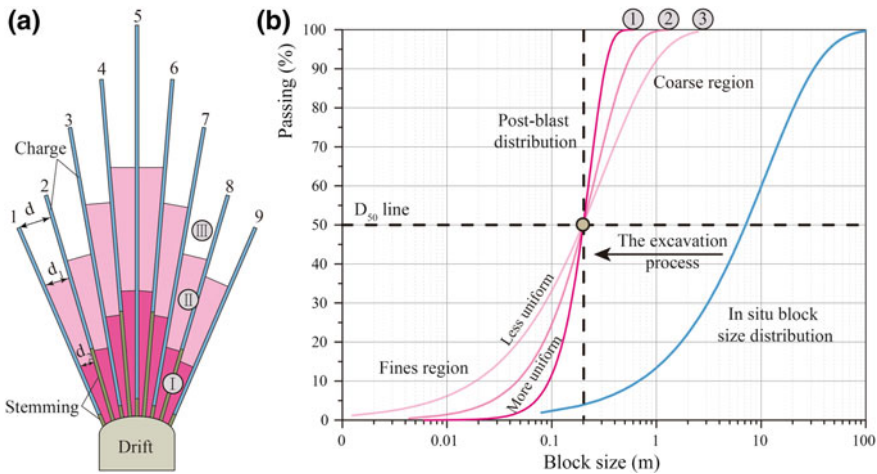 (a)
5
4
6
3
7
Charge
2
8
1
9
d
III
d₁
II
d₂
I
Stemming
Drift
(b)
Passing (%)
100
90
80
70
60
50
40
30
20
10
0
1 2 3
Coarse region
Post-blast
distribution
D₅₀ line
The excavation
process
Less uniform
More uniform
In situ block
size distribution
Fines region
0 0.01 0.1 1 10 100
Block size (m)